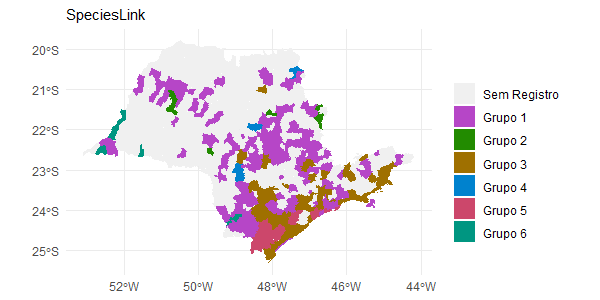 SpeciesLink
20°S
21°S
22°S
23°S
24°S
25°S
52°W
50°W
48°W
46°W
44°W
Sem Registro
Grupo 1
Grupo 2
Grupo 3
Grupo 4
Grupo 5
Grupo 6